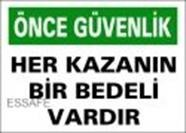 ÖNCE GÜVENLİK
HER KAZANIN
BİR BEDELİ
ESSAFE
VARDIR